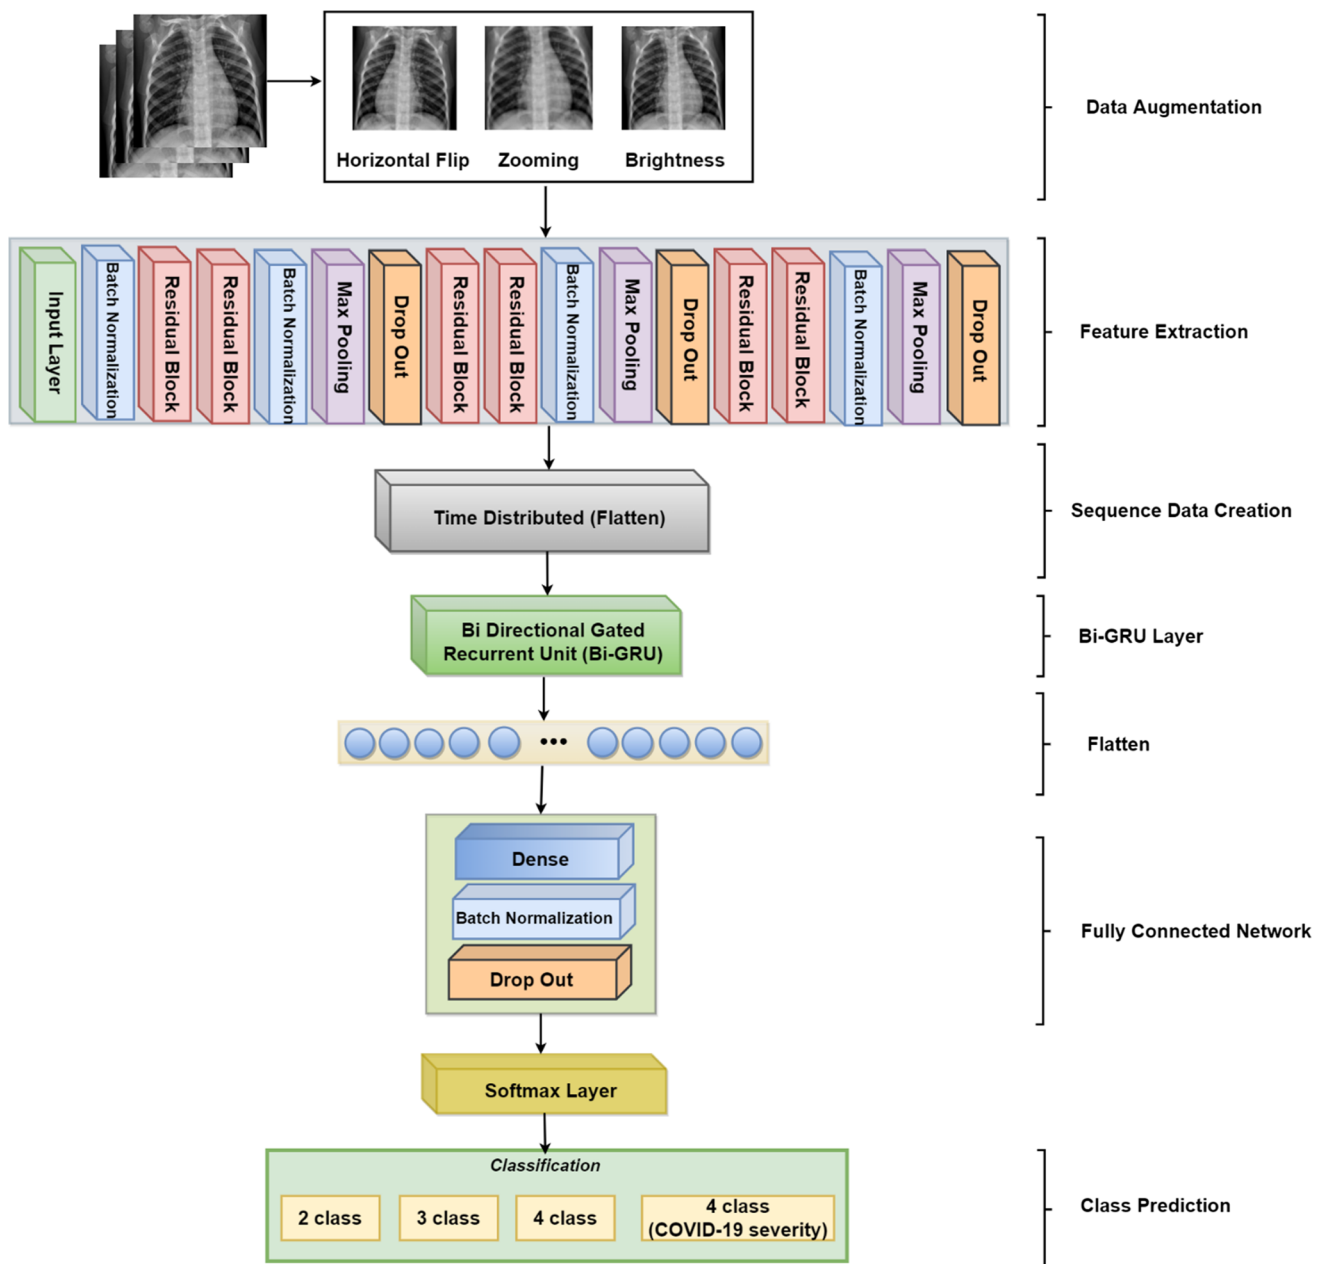 Horizontal Flip
Zooming
Brightness
Data Augmentation
Input Layer
Batch Normalization
Residual Block
Residual Block
Batch Normalization
Max Pooling
Drop Out
Residual Block
Residual Block
Batch Normalization
Max Pooling
Drop Out
Residual Block
Residual Block
Batch Normalization
Max Pooling
Drop Out
Feature Extraction
Time Distributed (Flatten)
Sequence Data Creation
Bi Directional Gated
Recurrent Unit (Bi-GRU)
Bi-GRU Layer
•••
Flatten
Dense
Batch Normalization
Drop Out
Fully Connected Network
Softmax Layer
Classification
2 class
3 class
4 class
4 class
(COVID-19 severity)
Class Prediction